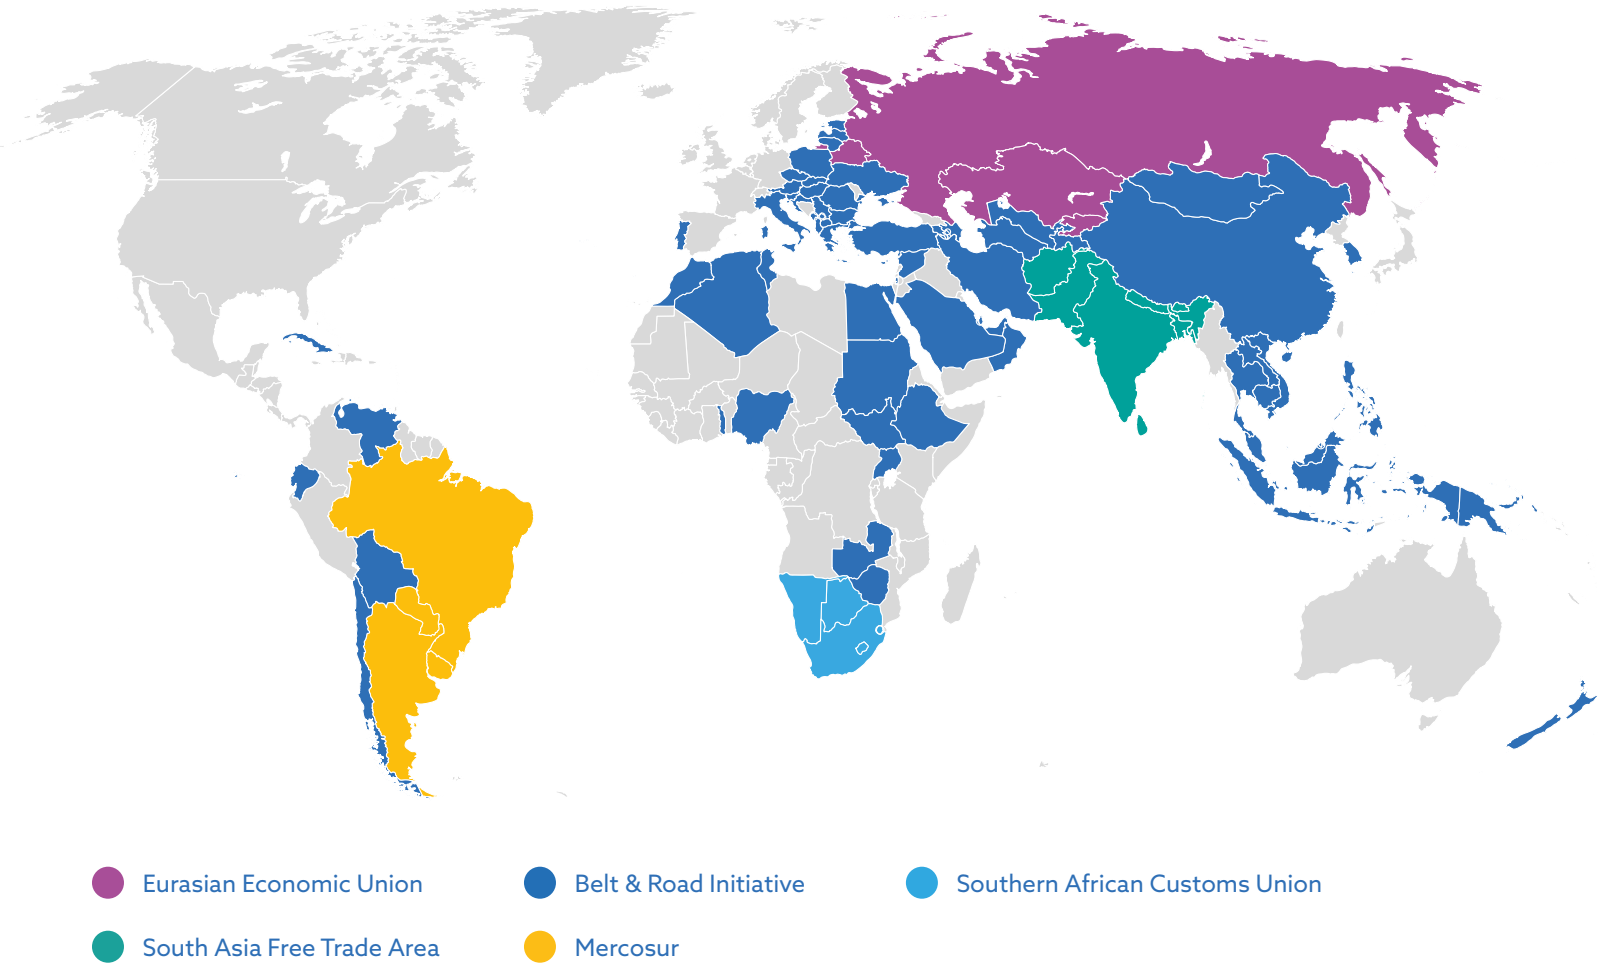 Eurasian Economic Union
Belt & Road Initiative
Southern African Customs Union
South Asia Free Trade Area
Mercosur